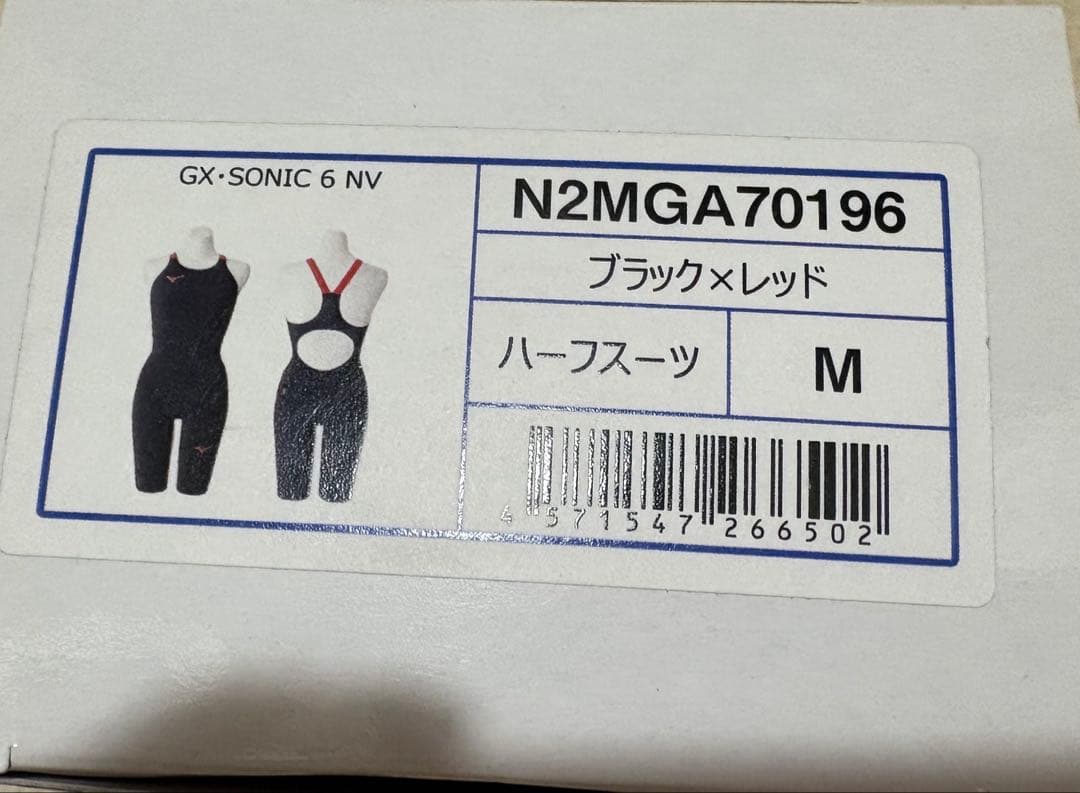 GX・SONIC 6 NV
N2MGA70196
ブラック×レッド
ハーフスーツ
M
4 571547 266502